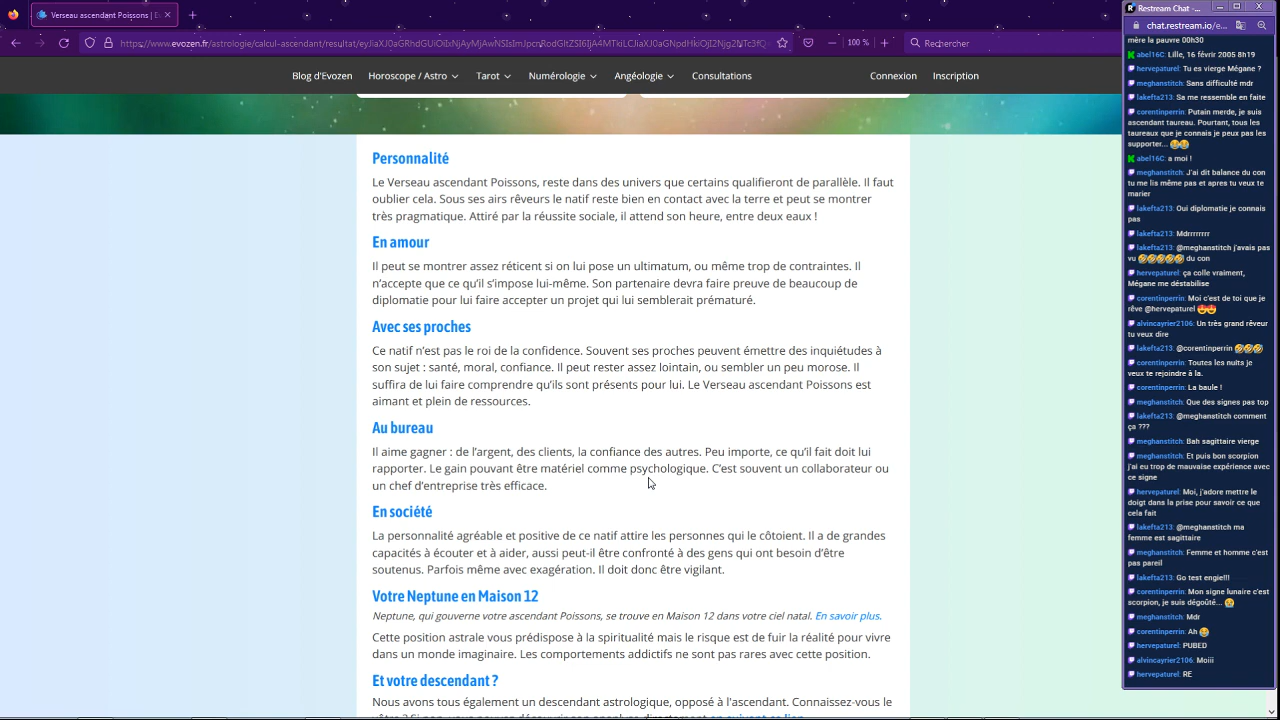 Verseau ascendant Poissons | E
https://www.evozen.fr/astrologie/calcul-ascendant/resultat/
100 %
Rechercher
Blog d'Evozen
Horoscope / Astro
Tarot
Numérologie
Angéologie
Consultations
Connexion
Inscription
Personnalité
Le Verseau ascendant Poissons, reste dans des univers que certains qualifieront de parallèle. Il faut
oublier cela. Sous ses airs rêveurs le natif reste bien en contact avec la terre et peut se montrer
très pragmatique. Attiré par la réussite sociale, il attend son heure, entre deux eaux !
En amour
Il peut se montrer assez réticent si on lui pose un ultimatum, ou même trop de contraintes. Il
n'accepte que ce qu'il s'impose lui-même. Son partenaire devra faire preuve de beaucoup de
diplomatie pour lui faire accepter un projet qui lui semblerait prématuré.
Avec ses proches
Ce natif n'est pas le roi de la confidence. Souvent ses proches peuvent émettre des inquiétudes à
son sujet : santé, moral, confiance. Il peut rester assez lointain, ou sembler un peu morose. Il
suffira de lui faire comprendre qu'ils sont présents pour lui. Le Verseau ascendant Poissons est
aimant et plein de ressources.
Au bureau
Il aime gagner : de l'argent, des clients, la confiance des autres. Peu importe, ce qu'il fait doit lui
rapporter. Le gain pouvant être matériel comme psychologique. C'est souvent un collaborateur ou
un chef d'entreprise très efficace.
En société
La personnalité agréable et positive de ce natif attire les personnes qui le côtoient. Il a de grandes
capacités à écouter et à aider, aussi peut-il être confronté à des gens qui ont besoin d'être
soutenus. Parfois même avec exagération. Il doit donc être vigilant.
Votre Neptune en Maison 12
Neptune, qui gouverne votre ascendant Poissons, se trouve en Maison 12 dans votre ciel natal. En savoir plus.
Cette position astrale vous prédispose à la spiritualité mais le risque est de fuir la réalité pour vivre
dans un monde imaginaire. Les comportements addictifs ne sont pas rares avec cette position.
Et votre descendant ?
Nous avons tous également un descendant astrologique, opposé à l'ascendant. Connaissez-vous le
vôtre ? Si non, vous pouvez découvrir son analyse directement en suivant ce lien.
Restream Chat -...
chat.restream.io/e...
mère la pauvre 00h30
abel16C: Lille, 16 févrir 2005 8h19
hervepaturel: Tu es vierge Mégane ?
meghanstitch: Sans difficulté mdr
lakefta213: Sa me ressemble en faite
corentinperrin: Putain merde, je suis
ascendant taureau. Pourtant, tous les
taureaux que je connais je peux pas les
supporter... 😂😂
abel16C: a moi !
meghanstitch: J'ai dit balance du con
tu me lis même pas et apres tu veux te
marier
lakefta213: Oui diplomatie je connais
pas
lakefta213: Mdrrrrrrrr
lakefta213: @meghanstitch j'avais pas
vu 🤣🤣🤣🤣🤣 du con
hervepaturel: ça colle vraiment,
Mégane me déstabilise
corentinperrin: Moi c'est de toi que je
rêve @hervepaturel 😍😍
alvincayrier2106: Un très grand rêveur
tu veux dire
lakefta213: @corentinperrin 🤣🤣🤣
corentinperrin: Toutes les nuits je
veux te rejoindre à la.
corentinperrin: La baule !
meghanstitch: Que des signes pas top
lakefta213: @meghanstitch comment
ça ???
meghanstitch: Bah sagittaire vierge
meghanstitch: Et puis bon scorpion
j'ai eu trop de mauvaise expérience avec
ce signe
hervepaturel: Moi, j'adore mettre le
doigt dans la prise pour savoir ce que
cela fait
lakefta213: @meghanstitch ma
femme est sagittaire
meghanstitch: Femme et homme c'est
pas pareil
lakefta213: Go test engie!!!
corentinperrin: Mon signe lunaire c'est
scorpion, je suis dégoûté... 😂
meghanstitch: Mdr
corentinperrin: Ah 😂
hervepaturel: PUBED
alvincayrier2106: Moiii
hervepaturel: RE